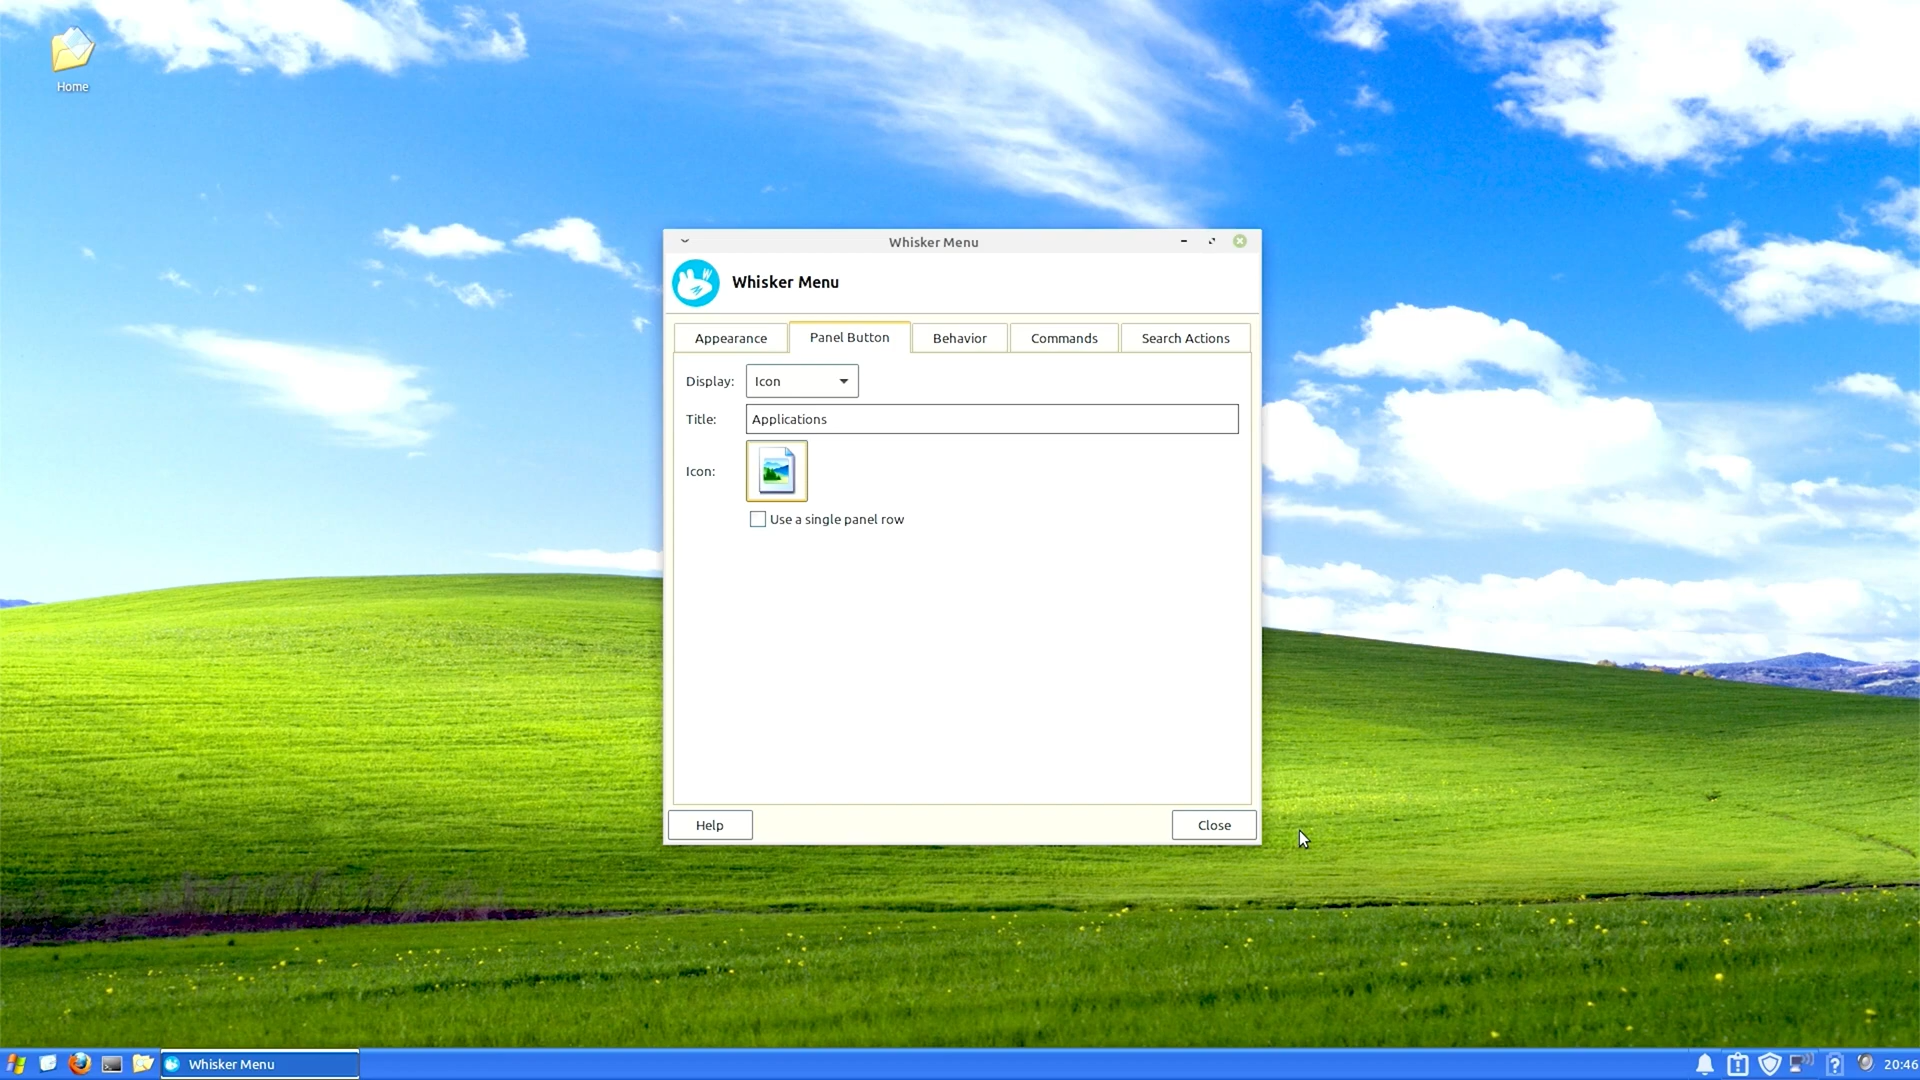 Home
Whisker Menu
Whisker Menu
Appearance
Panel Button
Behavior
Commands
Search Actions
Display:
Icon
Title:
Applications
Icon:
Use a single panel row
Help
Close
Whisker Menu
20:46